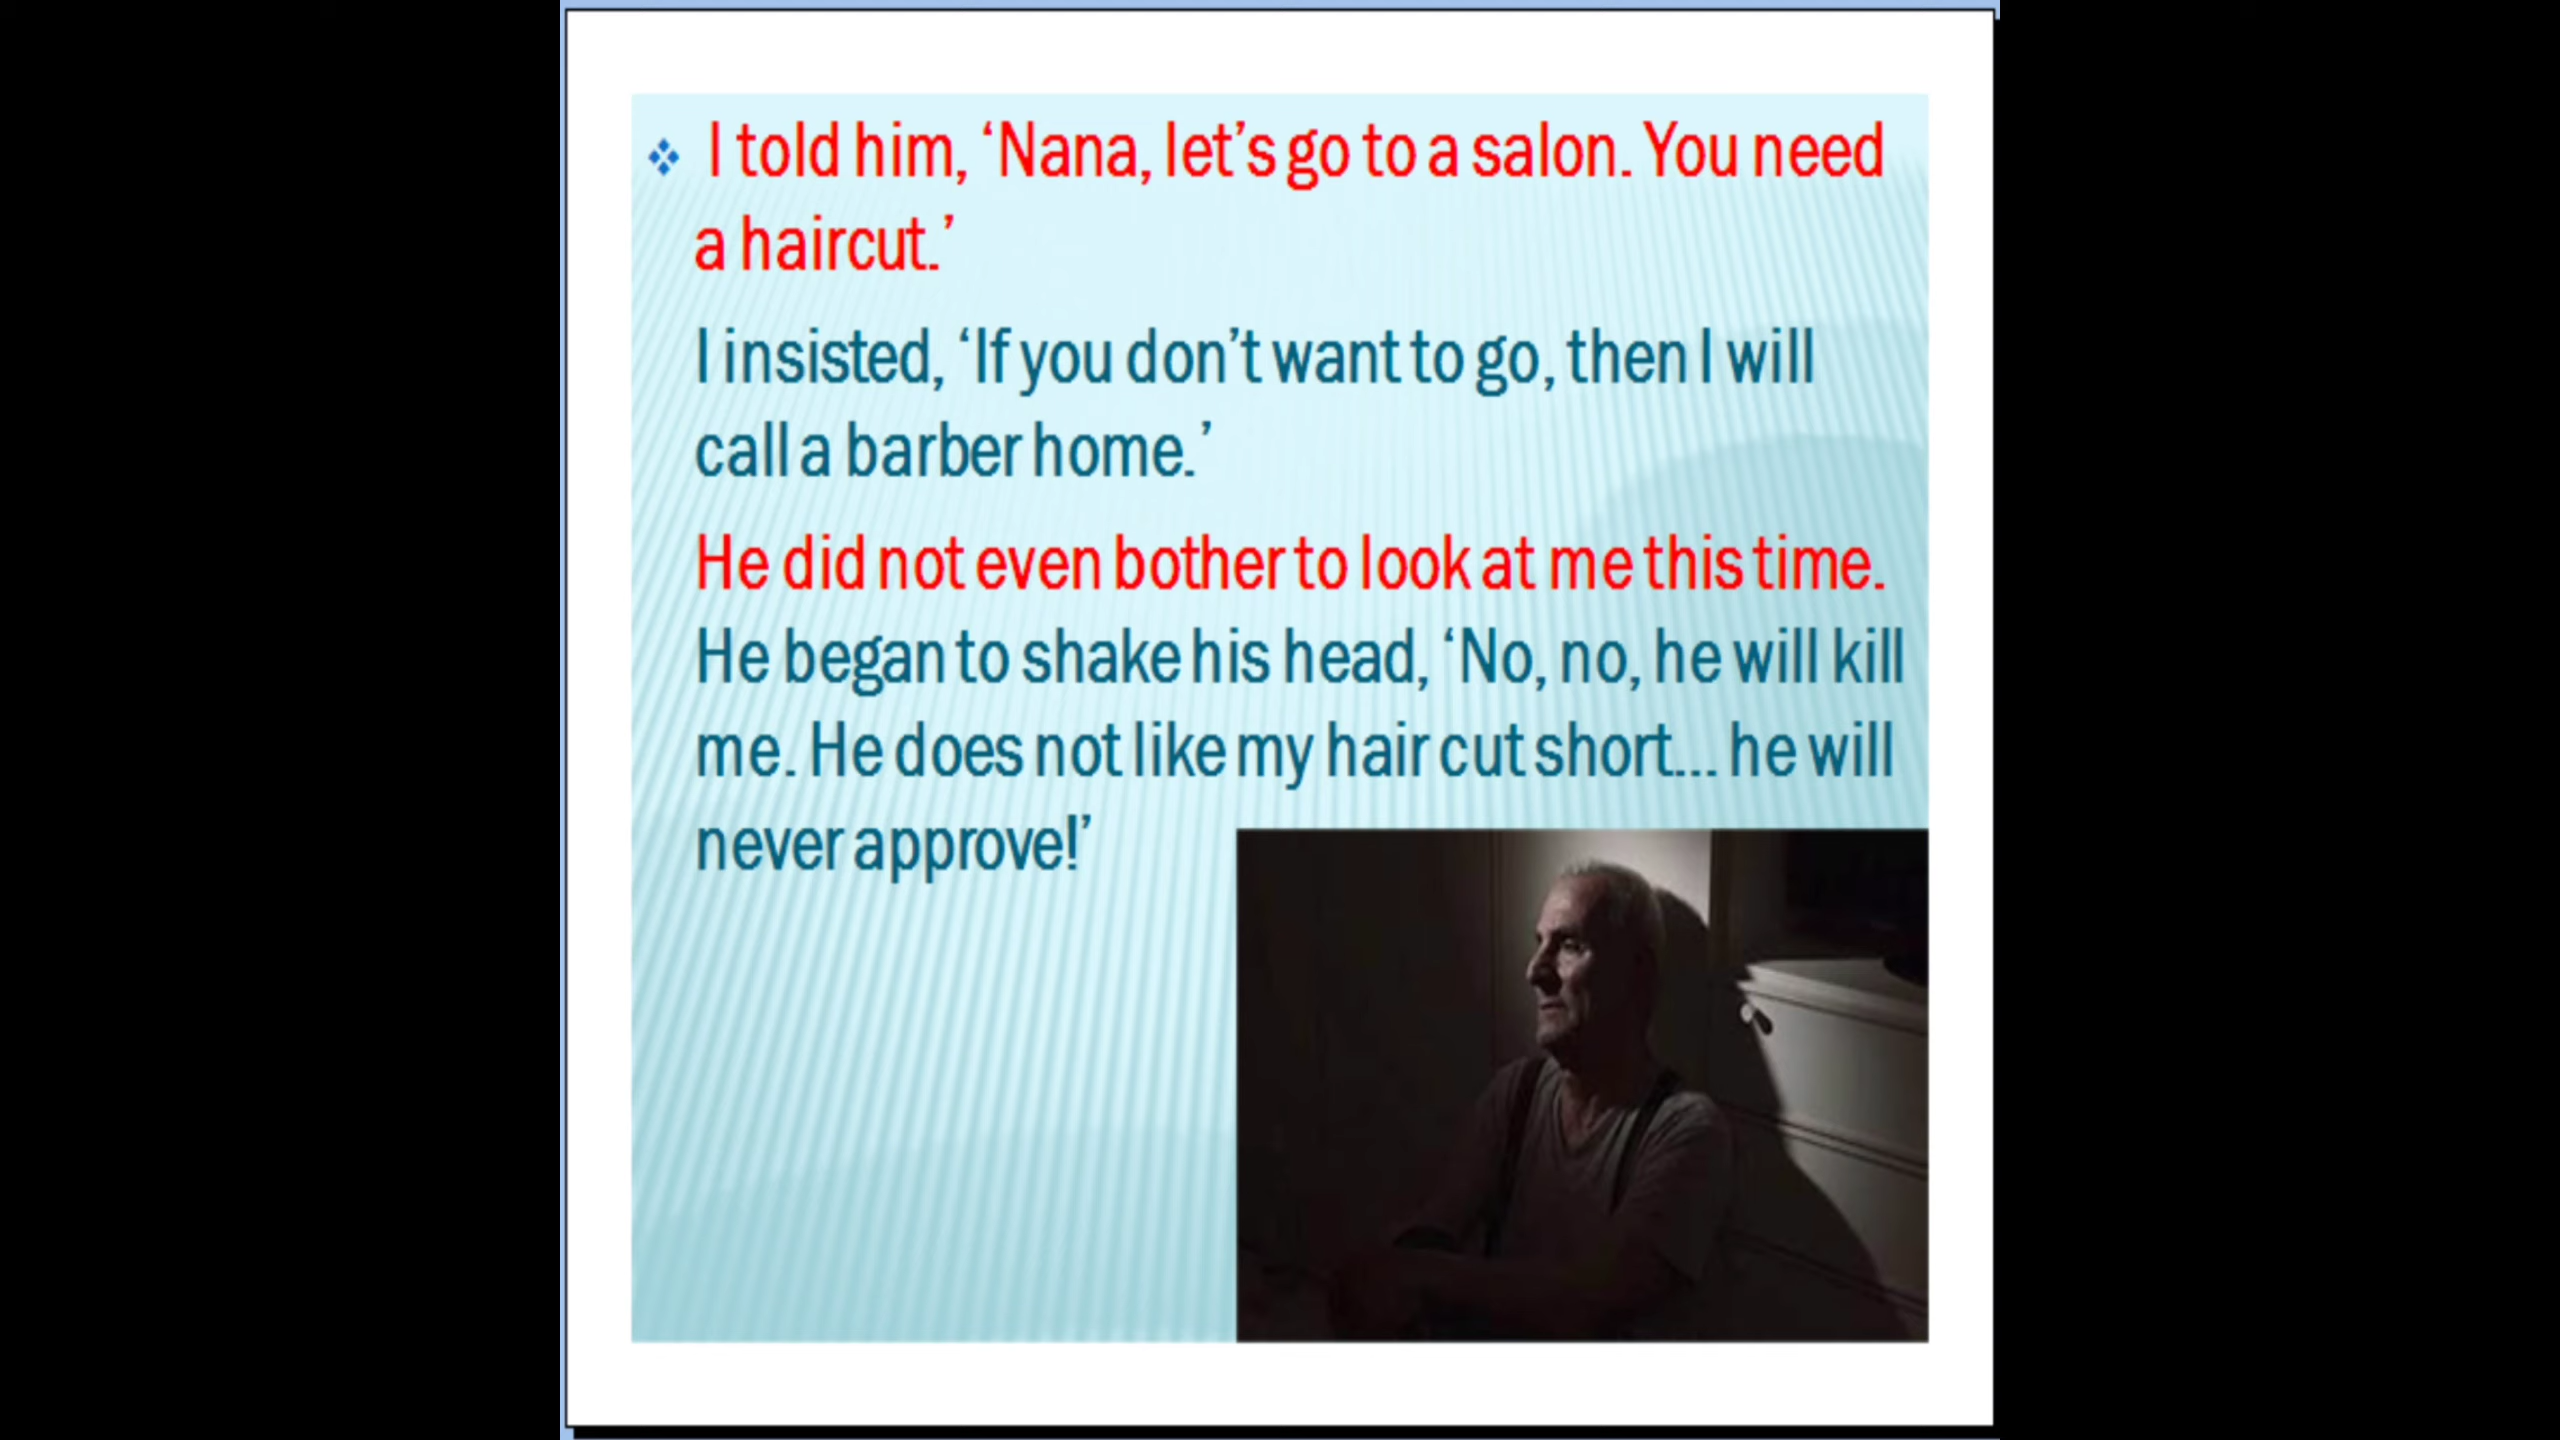 I told him, ‘Nana, let’s go to a salon. You need
a haircut.’
I insisted, ‘If you don’t want to go, then I will
call a barber home.’
He did not even bother to look at me this time.
He began to shake his head, ‘No, no, he will kill
me. He does not like my hair cut short... he will
never approve!’